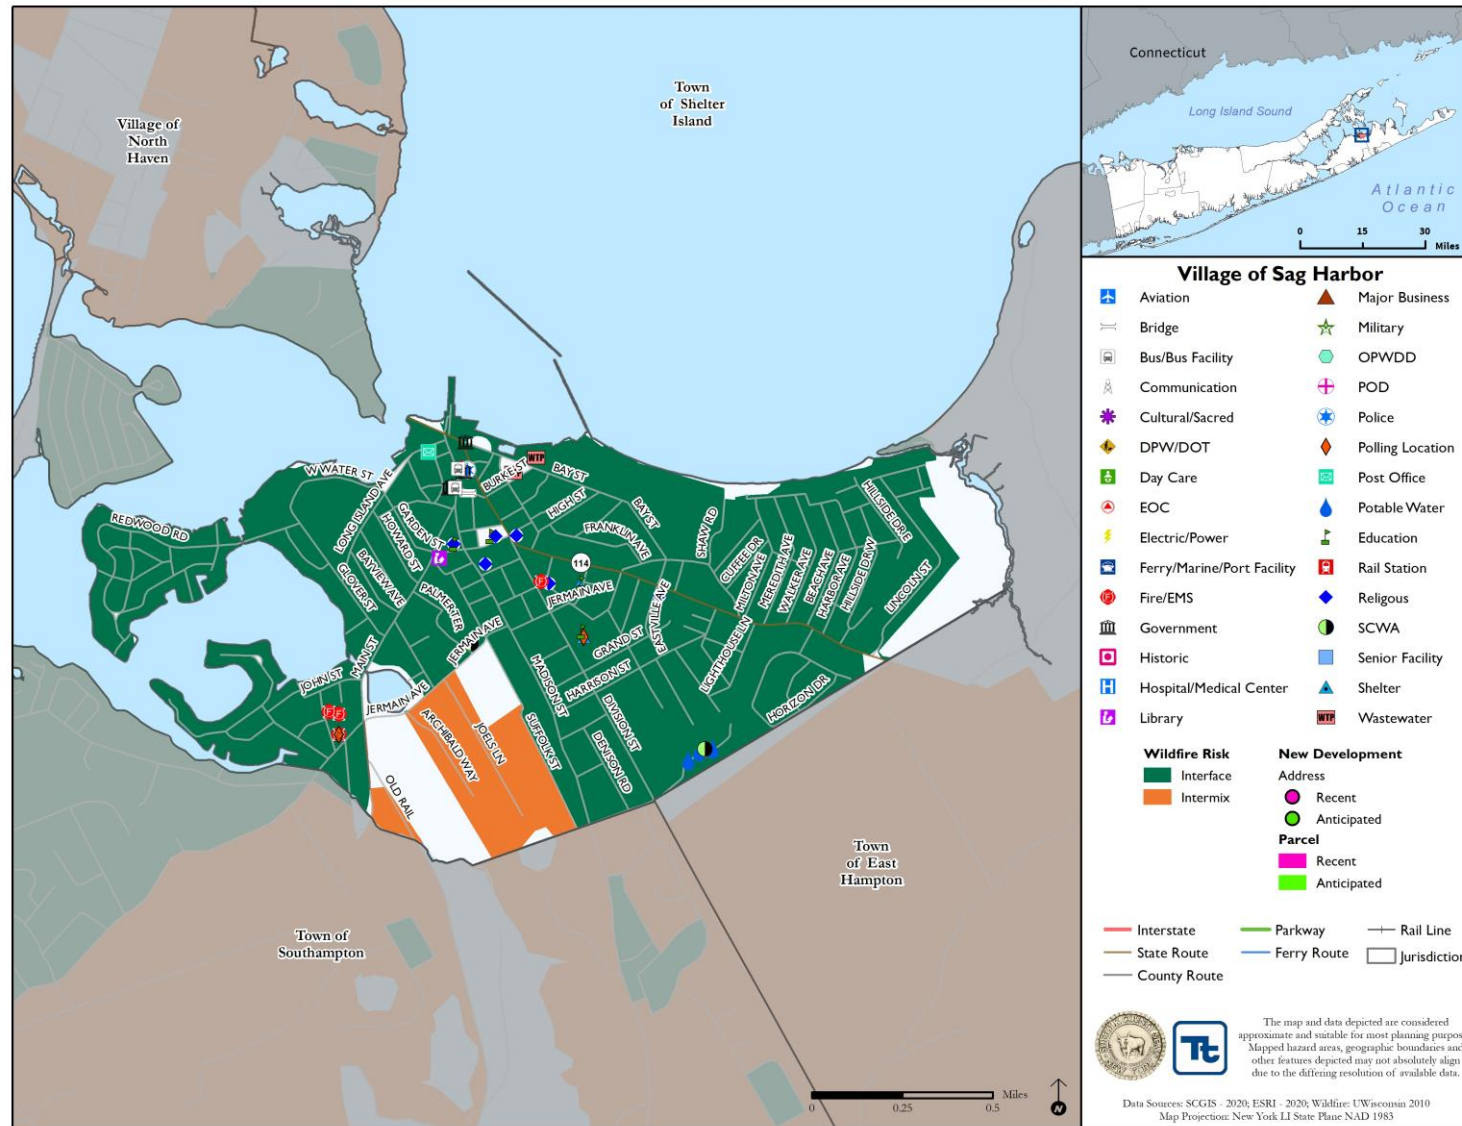 Village of
North
Haven
Town
of Shelter
Island
Town
of East
Hampton
Town of
Southampton
W WATER ST
LONG ISLAND AVE
REDWOOD RD
GARDEN ST
HOWARD ST
BAYVIEW AVE
GLOVER ST
PALMER TER
MAIN ST
JOHN ST
JERMAIN AVE
JERMAIN AVE
JERMAIN AVE
BURKE ST
BAY ST
HIGH ST
BAY ST
FRANKLIN AVE
SHAW RD
CUFFEE DR
MILTON AVE
MEREDITH AVE
WALKER AVE
BEACH AVE
HARBOR AVE
HILLSIDE DR W
HILLSIDE DR E
LINCOLN ST
114
EASTVILLE AVE
GRAND ST
HARRISON ST
LIGHTHOUSE LN
HORIZON DR
MADISON ST
DIVISION ST
DENISON RD
SUFFOLK ST
JOELS LN
ARCHIBALD WAY
OLD RAIL
WTP
0
0.25
0.5
Miles
N
Connecticut
Long Island Sound
Atlantic
Ocean
0
15
30
Miles
Village of Sag Harbor
Aviation
Bridge
Bus/Bus Facility
Communication
Cultural/Sacred
DPW/DOT
Day Care
EOC
Electric/Power
Ferry/Marine/Port Facility
Fire/EMS
Government
Historic
Hospital/Medical Center
Library
Major Business
Military
OPWDD
POD
Police
Polling Location
Post Office
Potable Water
Education
Rail Station
Religous
SCWA
Senior Facility
Shelter
WTP Wastewater
Wildfire Risk
Interface
Intermix
New Development
Address
Recent
Anticipated
Parcel
Recent
Anticipated
Interstate
State Route
County Route
Parkway
Ferry Route
Rail Line
Jurisdiction
Tt
The map and data depicted are considered
approximate and suitable for most planning purpos
Mapped hazard areas, geographic boundaries and
other features depicted may not absolutely align
due to the differing resolution of available data.
Data Sources: SCGIS - 2020; ESRI - 2020; Wildfire: UWisconsin 2010
Map Projection: New York LI State Plane NAD 1983